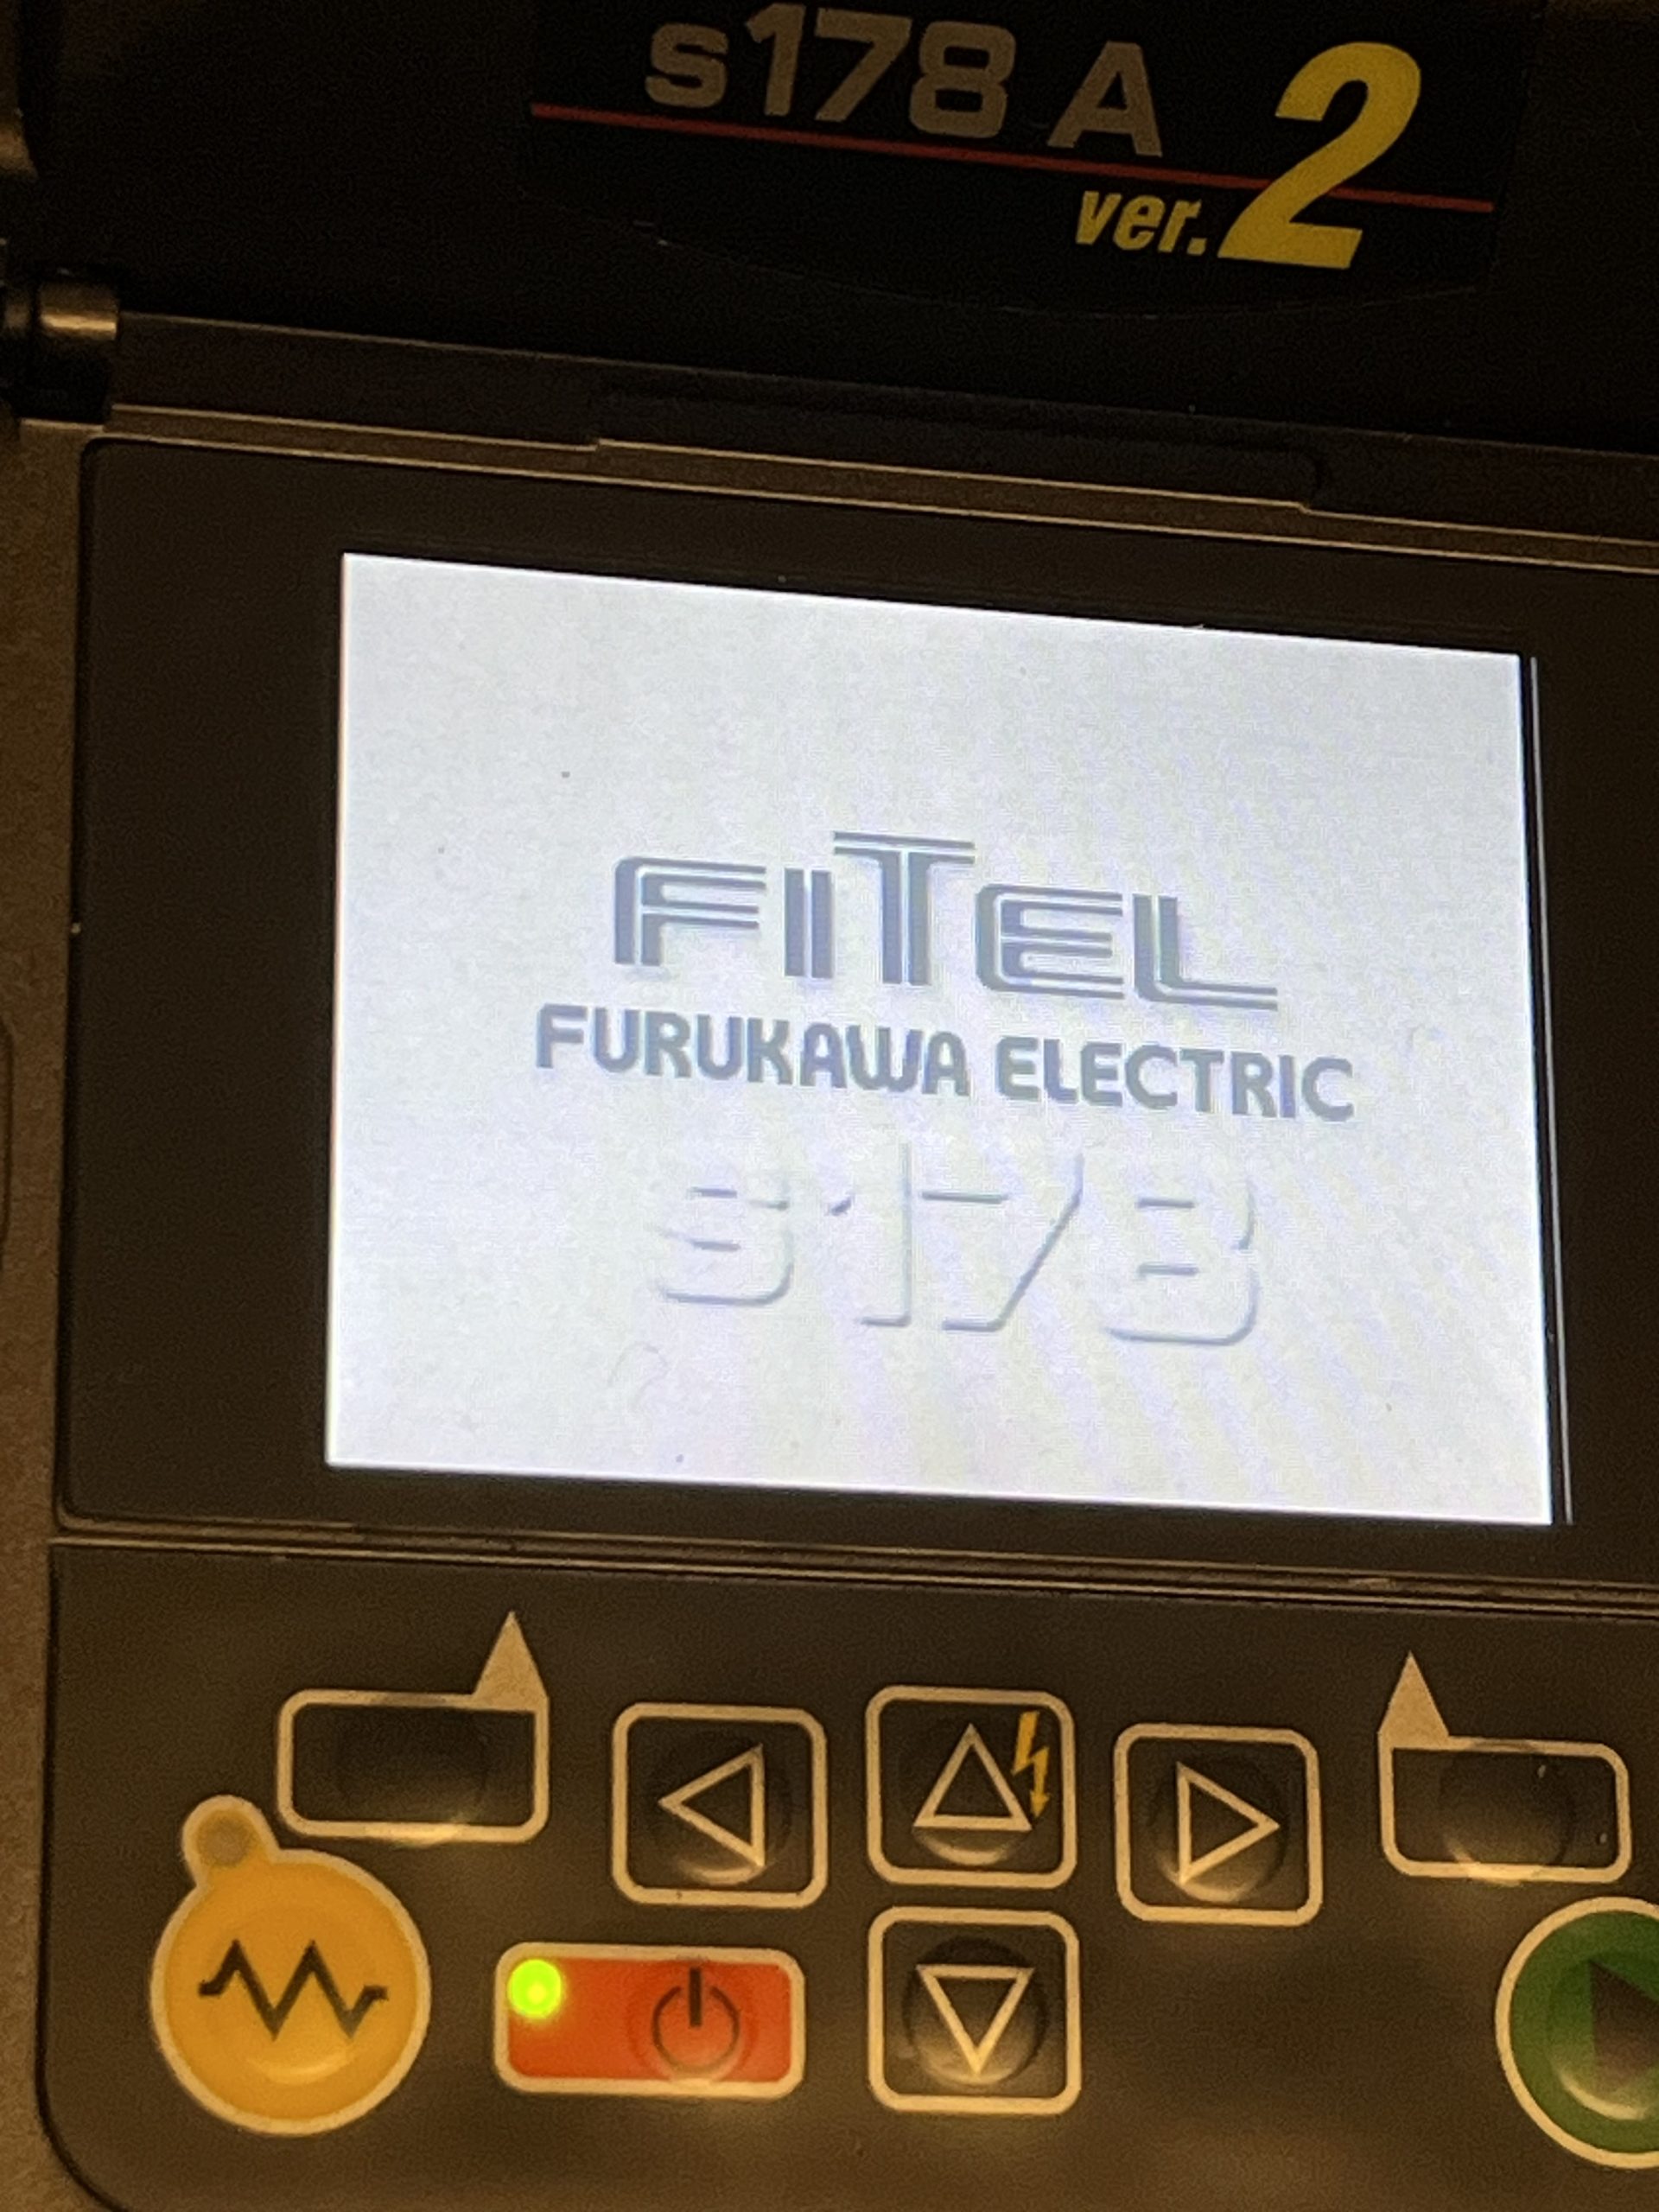 s178 A
ver.2
FITEL
FURUKAWA ELECTRIC
S178